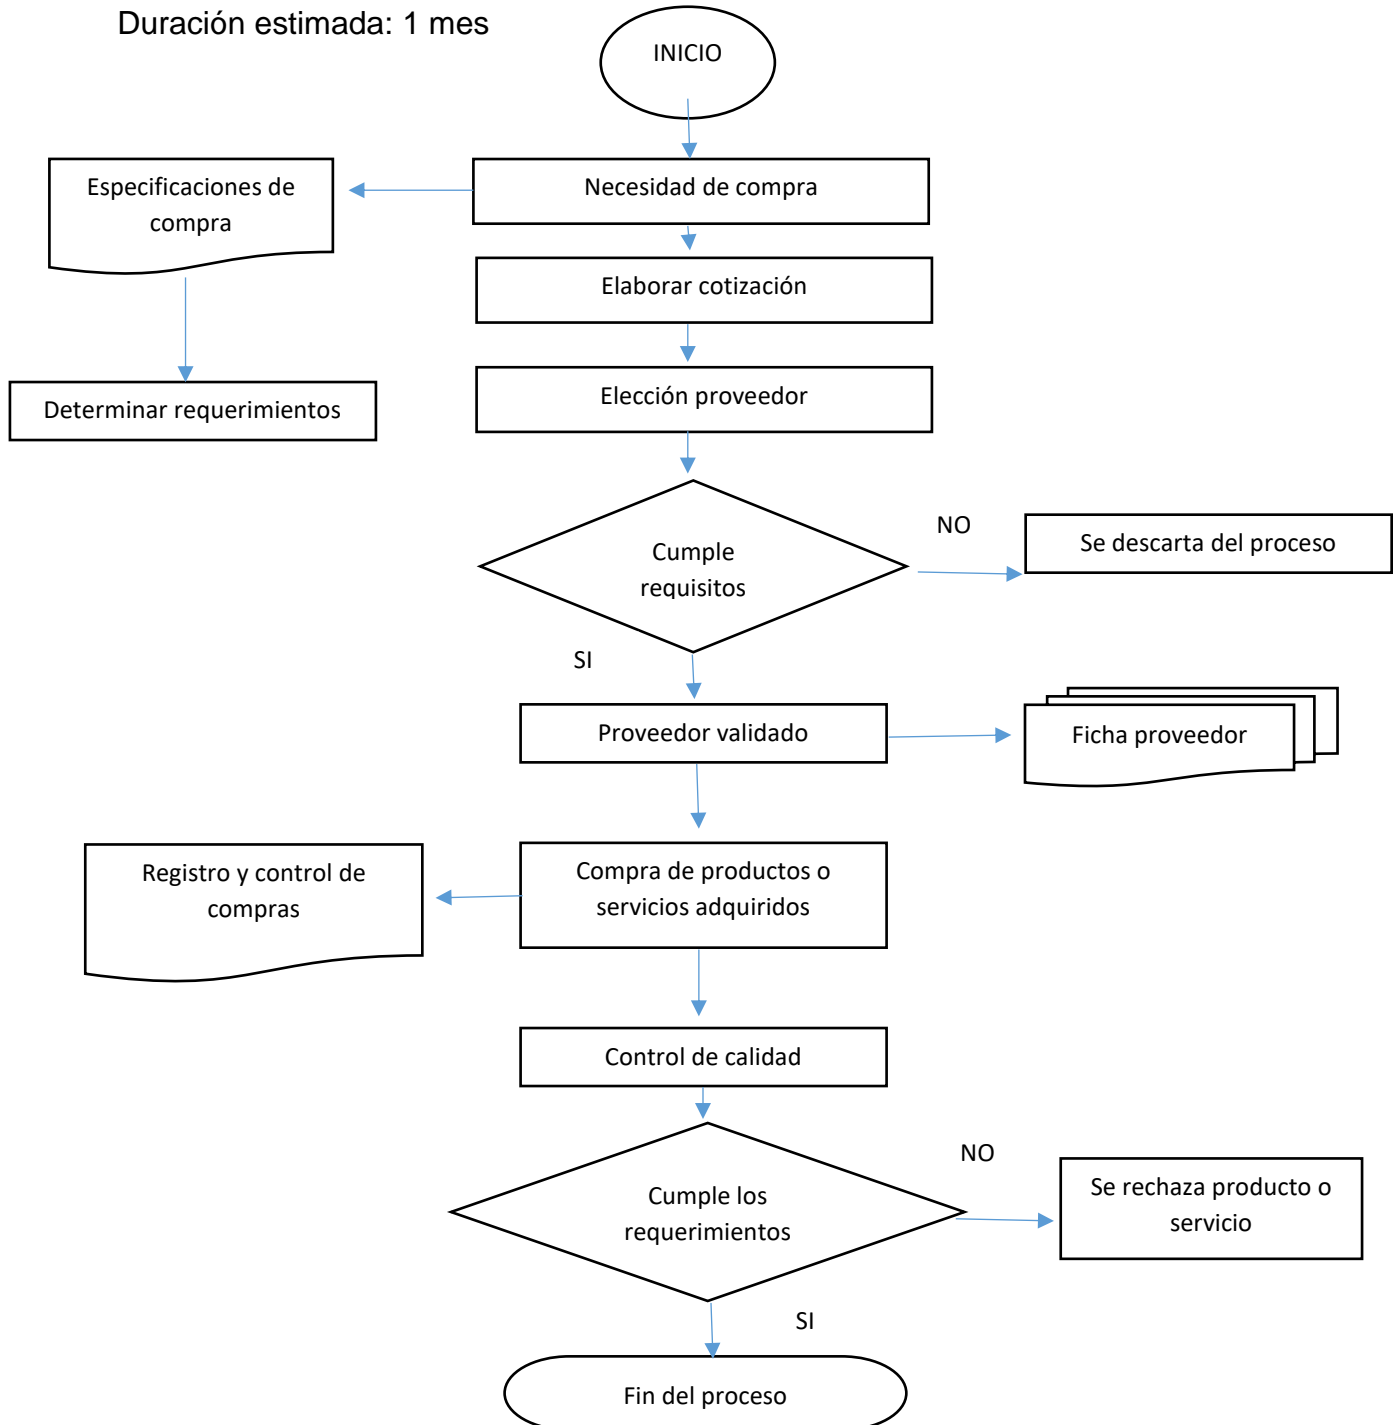 Duración estimada: 1 mes
INICIO
Especificaciones de
compra
Necesidad de compra
Elaborar cotización
Determinar requerimientos
Elección proveedor
Cumple
requisitos
NO
Se descarta del proceso
SI
Proveedor validado
Ficha proveedor
Registro y control de
compras
Compra de productos o
servicios adquiridos
Control de calidad
Cumple los
requerimientos
NO
Se rechaza producto o
servicio
SI
Fin del proceso